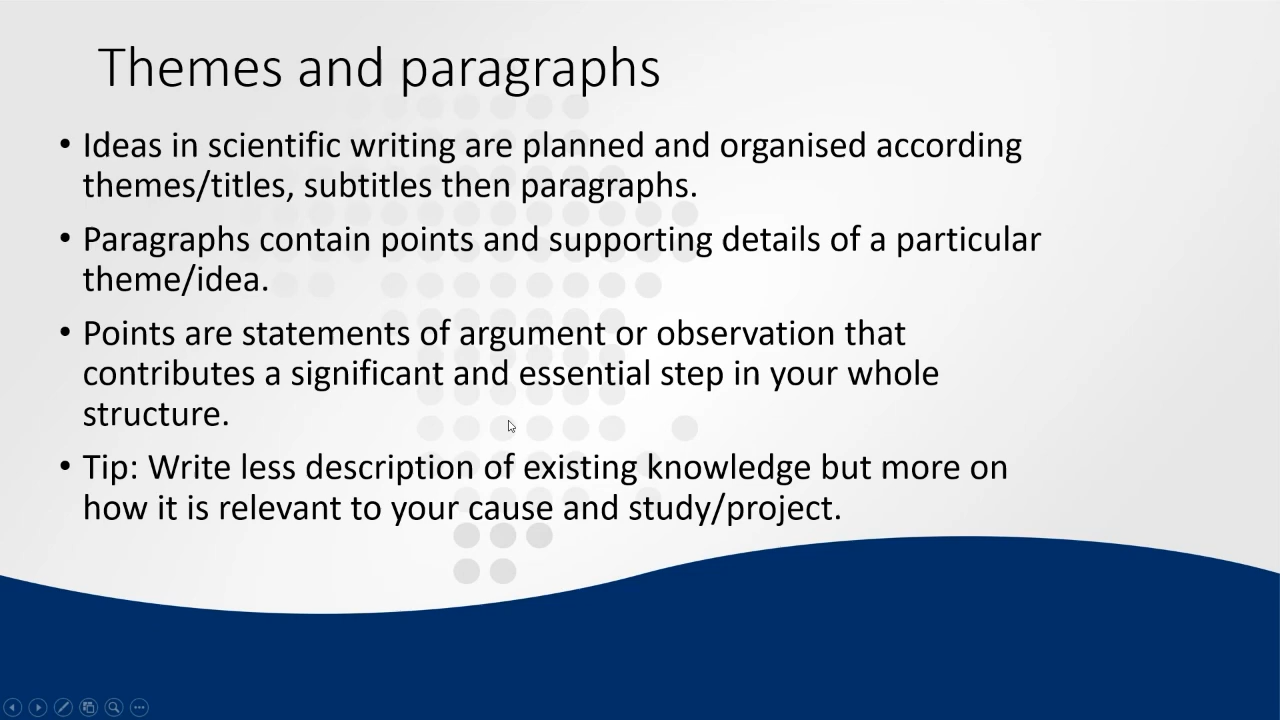 Themes and paragraphs
• Ideas in scientific writing are planned and organised according
themes/titles, subtitles then paragraphs.
• Paragraphs contain points and supporting details of a particular
theme/idea.
• Points are statements of argument or observation that
contributes a significant and essential step in your whole
structure.
• Tip: Write less description of existing knowledge but more on
how it is relevant to your cause and study/project.